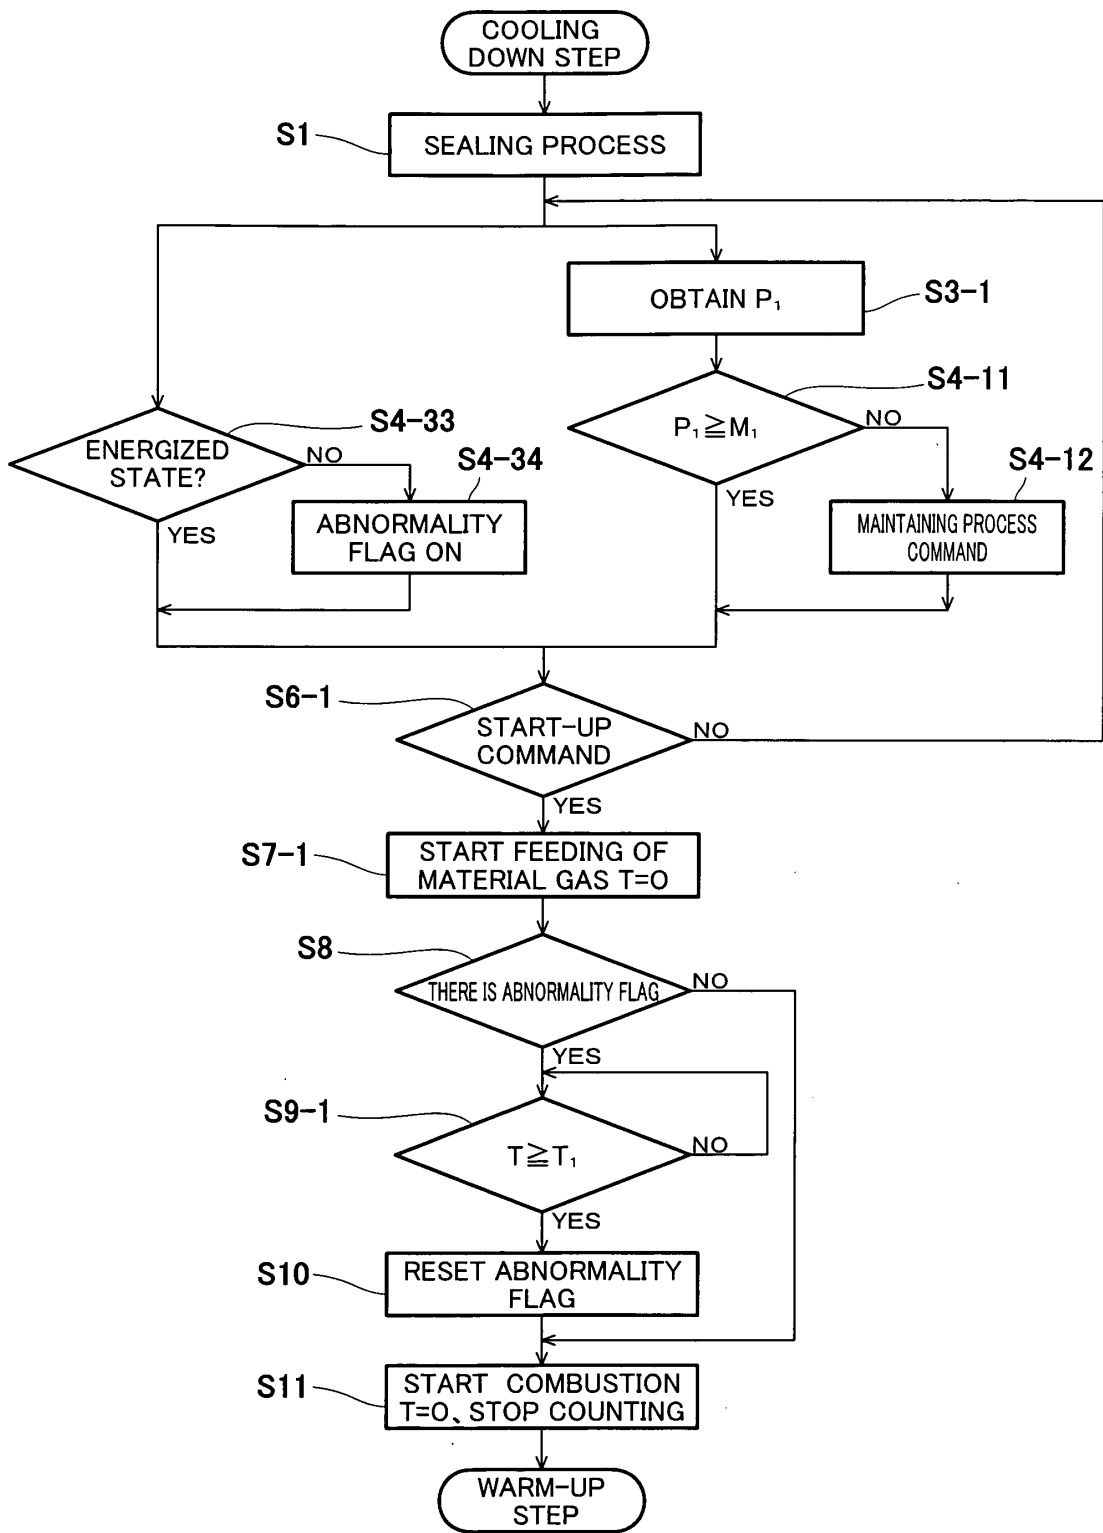 COOLING
DOWN STEP
S1
SEALING PROCESS
OBTAIN P₁
S3-1
S4-11
P₁≧M₁
NO
S4-33
ENERGIZED
STATE?
NO
S4-34
S4-12
YES
YES
ABNORMALITY
FLAG ON
MAINTAINING PROCESS
COMMAND
S6-1
START-UP
COMMAND
NO
YES
S7-1
START FEEDING OF
MATERIAL GAS T=0
S8
THERE IS ABNORMALITY FLAG
NO
YES
S9-1
T≧T₁
NO
YES
S10
RESET ABNORMALITY
FLAG
S11
START COMBUSTION
T=0、STOP COUNTING
WARM-UP
STEP